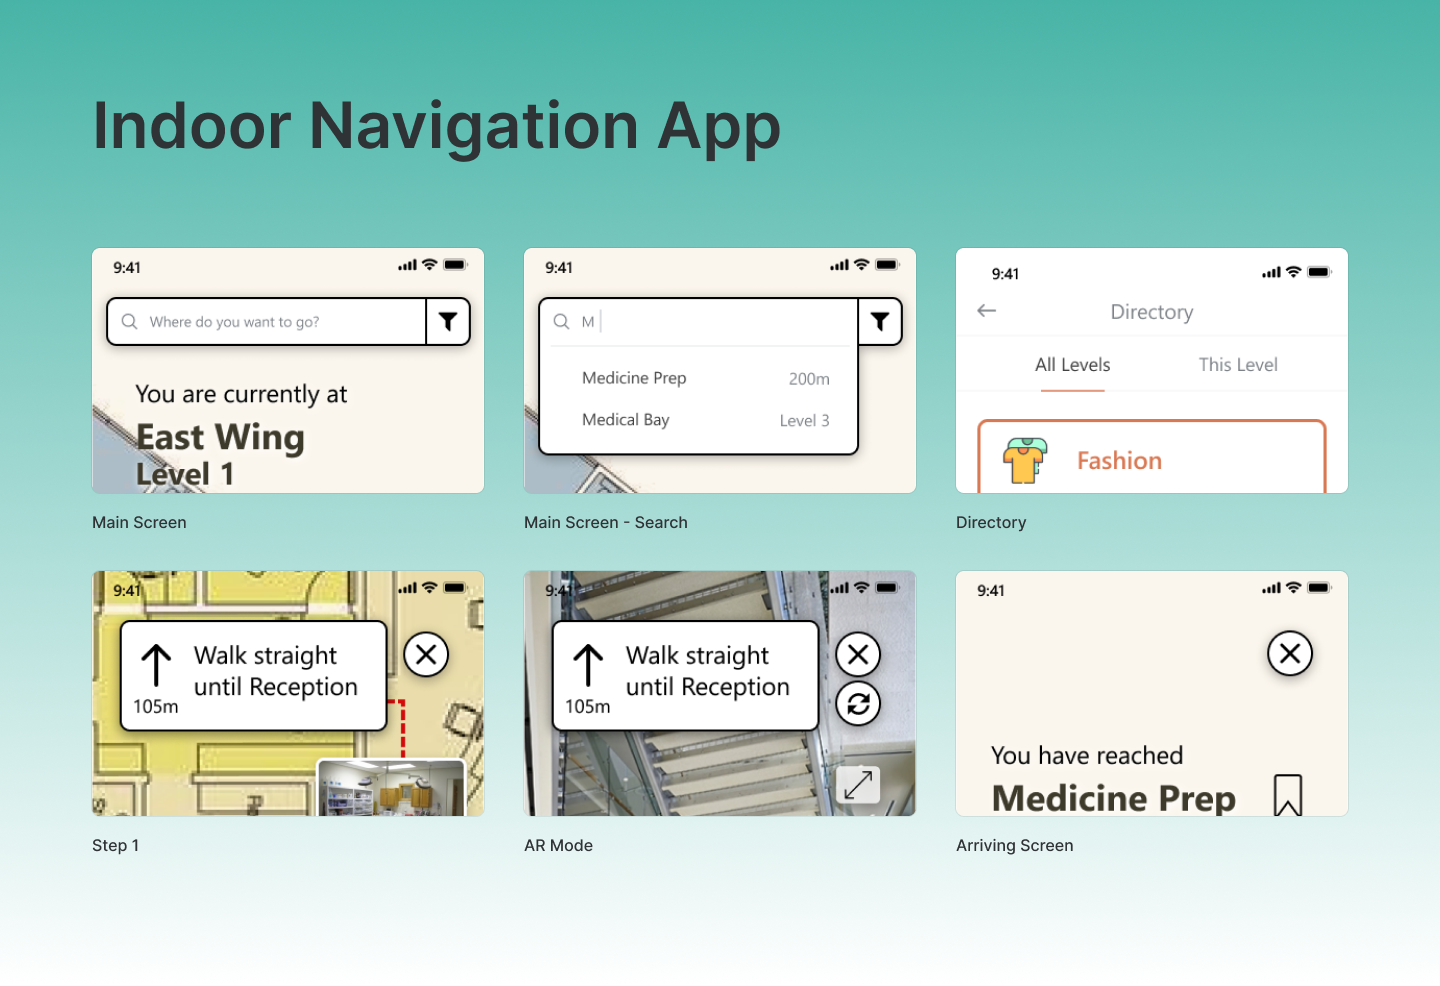 Indoor Navigation App
9:41
Where do you want to go?
You are currently at
East Wing
Level 1
Main Screen
9:41
M
Medicine Prep 200m
Medical Bay Level 3
Main Screen - Search
9:41
Directory
All Levels This Level
Fashion
Directory
9:41
Walk straight
until Reception
105m
Step 1
9:41
Walk straight
until Reception
105m
AR Mode
9:41
You have reached
Medicine Prep
Arriving Screen